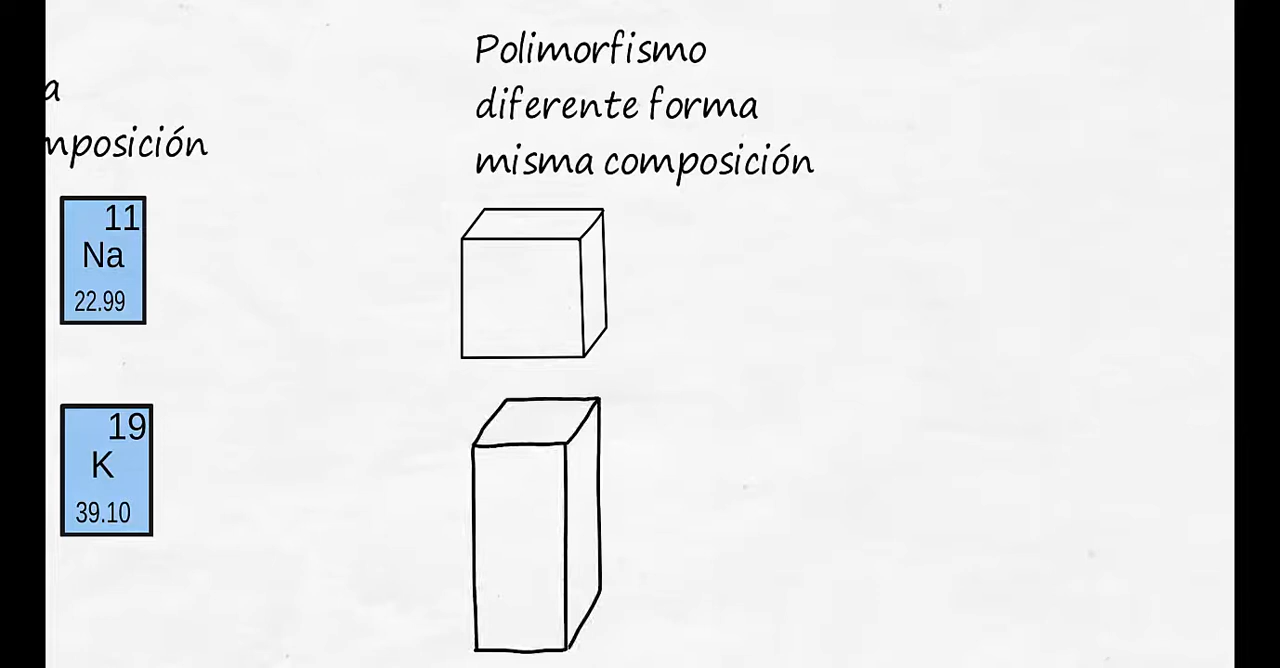 a
mposición
11
Na
22.99
19
K
39.10
Polimorfismo
diferente forma
misma composición